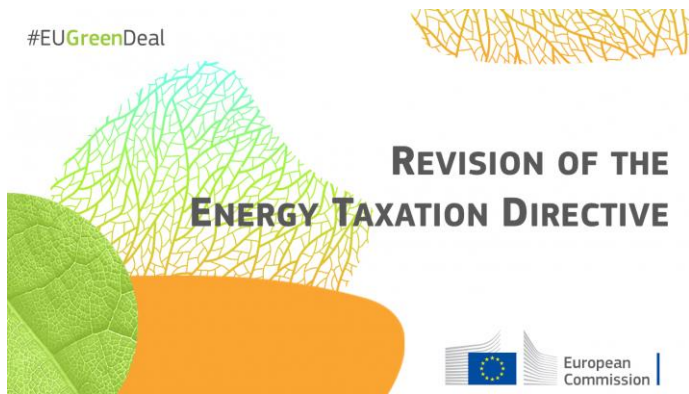 #EUGreenDeal
REVISION OF THE
ENERGY TAXATION DIRECTIVE
European
Commission